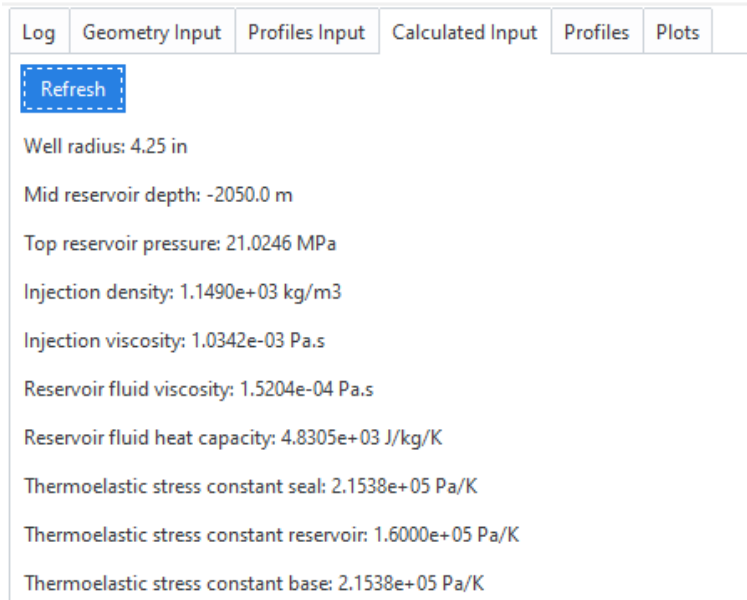 Log Geometry Input Profiles Input Calculated Input Profiles Plots
Refresh
Well radius: 4.25 in
Mid reservoir depth: -2050.0 m
Top reservoir pressure: 21.0246 MPa
Injection density: 1.1490e+03 kg/m3
Injection viscosity: 1.0342e-03 Pa.s
Reservoir fluid viscosity: 1.5204e-04 Pa.s
Reservoir fluid heat capacity: 4.8305e+03 J/kg/K
Thermoelastic stress constant seal: 2.1538e+05 Pa/K
Thermoelastic stress constant reservoir: 1.6000e+05 Pa/K
Thermoelastic stress constant base: 2.1538e+05 Pa/K